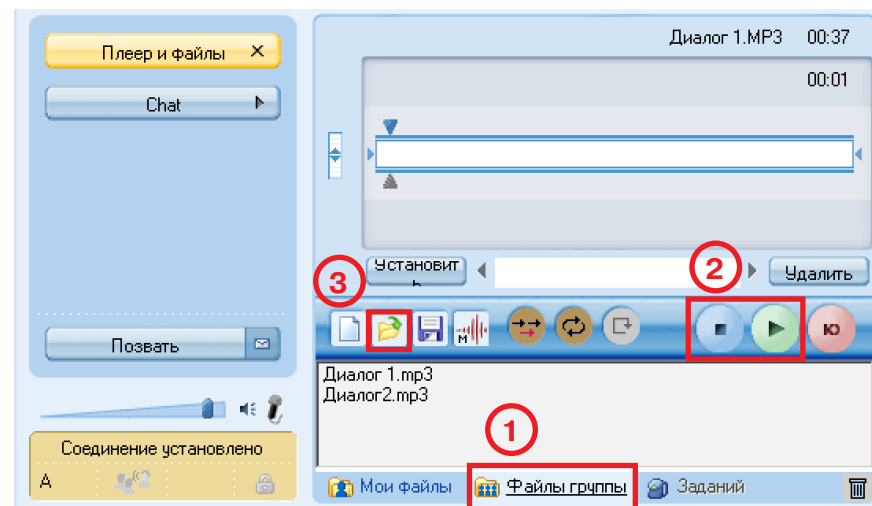 Плеер и файлы ×
Chat
Позвать
Соединение установлено
А
Диалог 1.MP3 00:37
00:01
Установит
ь
Удалить
3
2
M
Ю
Диалог 1.mp3
Диалог2.mp3
1
Мои файлы Файлы группы Заданий